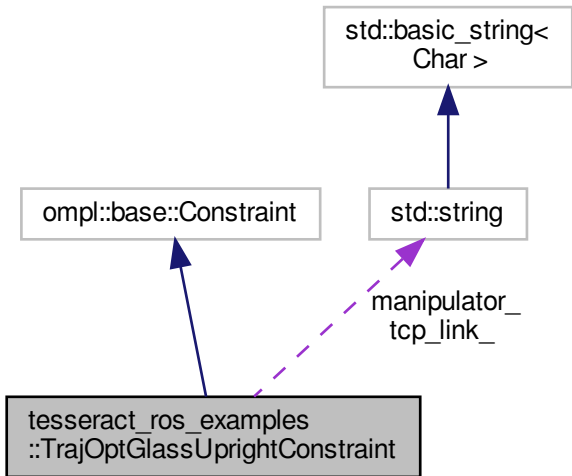 std::basic_string<
Char >
ompl::base::Constraint
std::string
manipulator_
tcp_link_
tesseract_ros_examples
::TrajOptGlassUprightConstraint